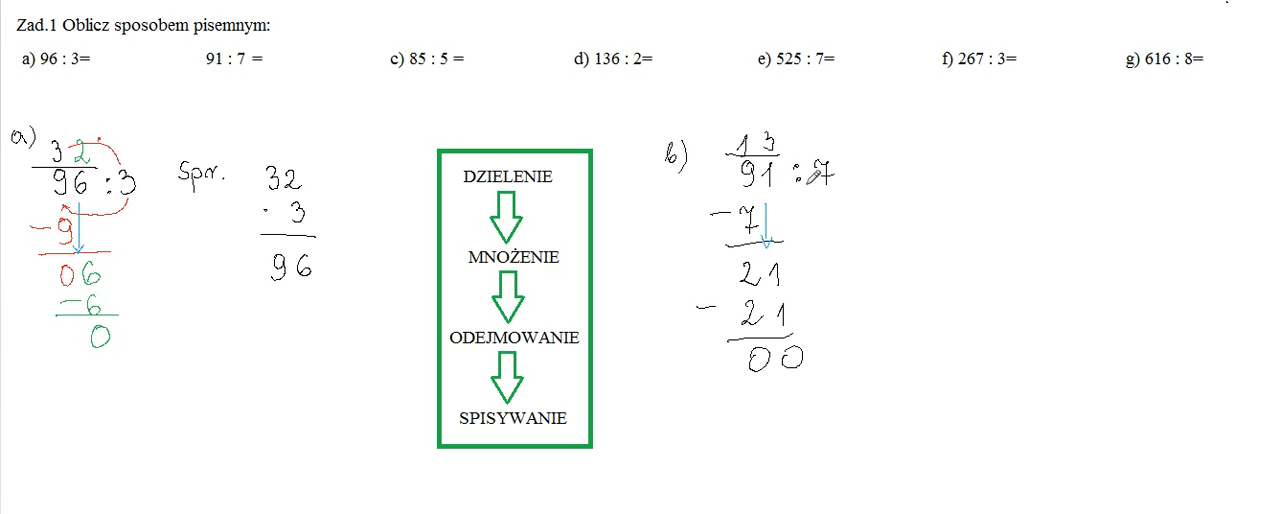 Zad.1 Oblicz sposobem pisemnym:
a) 96 : 3= 91 : 7 = c) 85 : 5 = d) 136 : 2= e) 525 : 7= f) 267 : 3= g) 616 : 8=
a)
32
96 : 3
- 9
06
- 6
0
Spr.
32
· 3
96
DZIELENIE
MNOŻENIE
ODEJMOWANIE
SPISYWANIE
b)
13
91 : 7
- 7
21
- 21
00